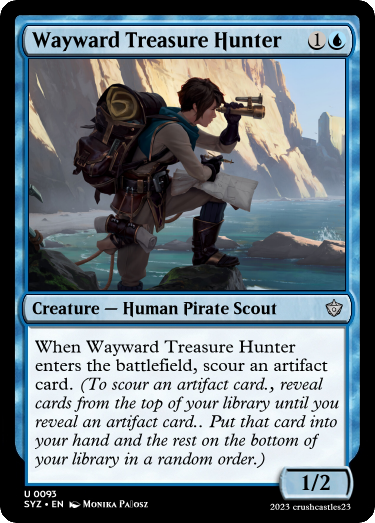 Wayward Treasure Hunter 1
Creature — Human Pirate Scout
When Wayward Treasure Hunter
enters the battlefield, scour an artifact
card. (To scour an artifact card., reveal
cards from the top of your library until you
reveal an artifact card.. Put that card into
your hand and the rest on the bottom of
your library in a random order.)
1/2
U 0093
SYZ • EN Monika Pa▯osz
2023 crushcastles23